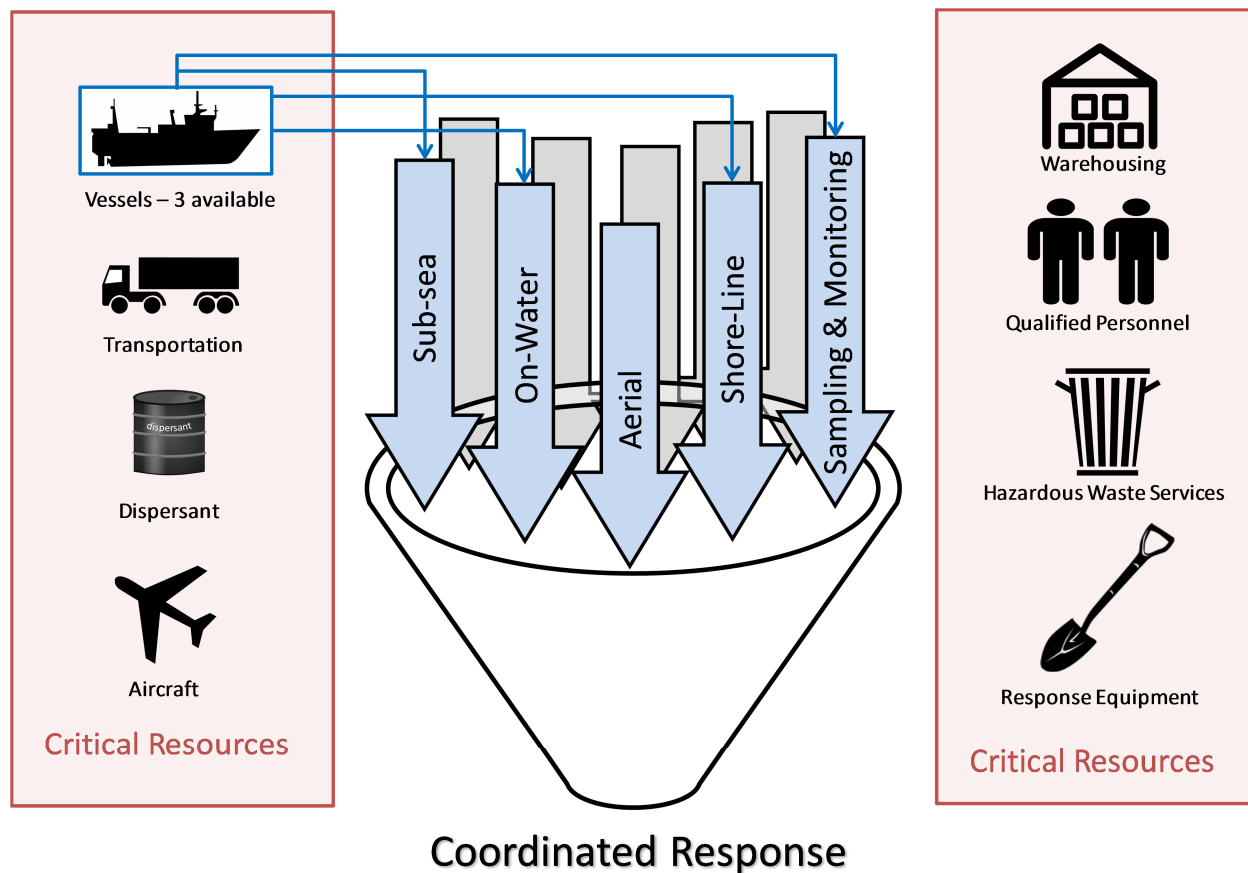 Vessels – 3 available
Transportation
dispersant
Dispersant
Aircraft
Critical Resources
Sub-sea
On-Water
Aerial
Shore-Line
Sampling & Monitoring
Warehousing
Qualified Personnel
Hazardous Waste Services
Response Equipment
Critical Resources
Coordinated Response